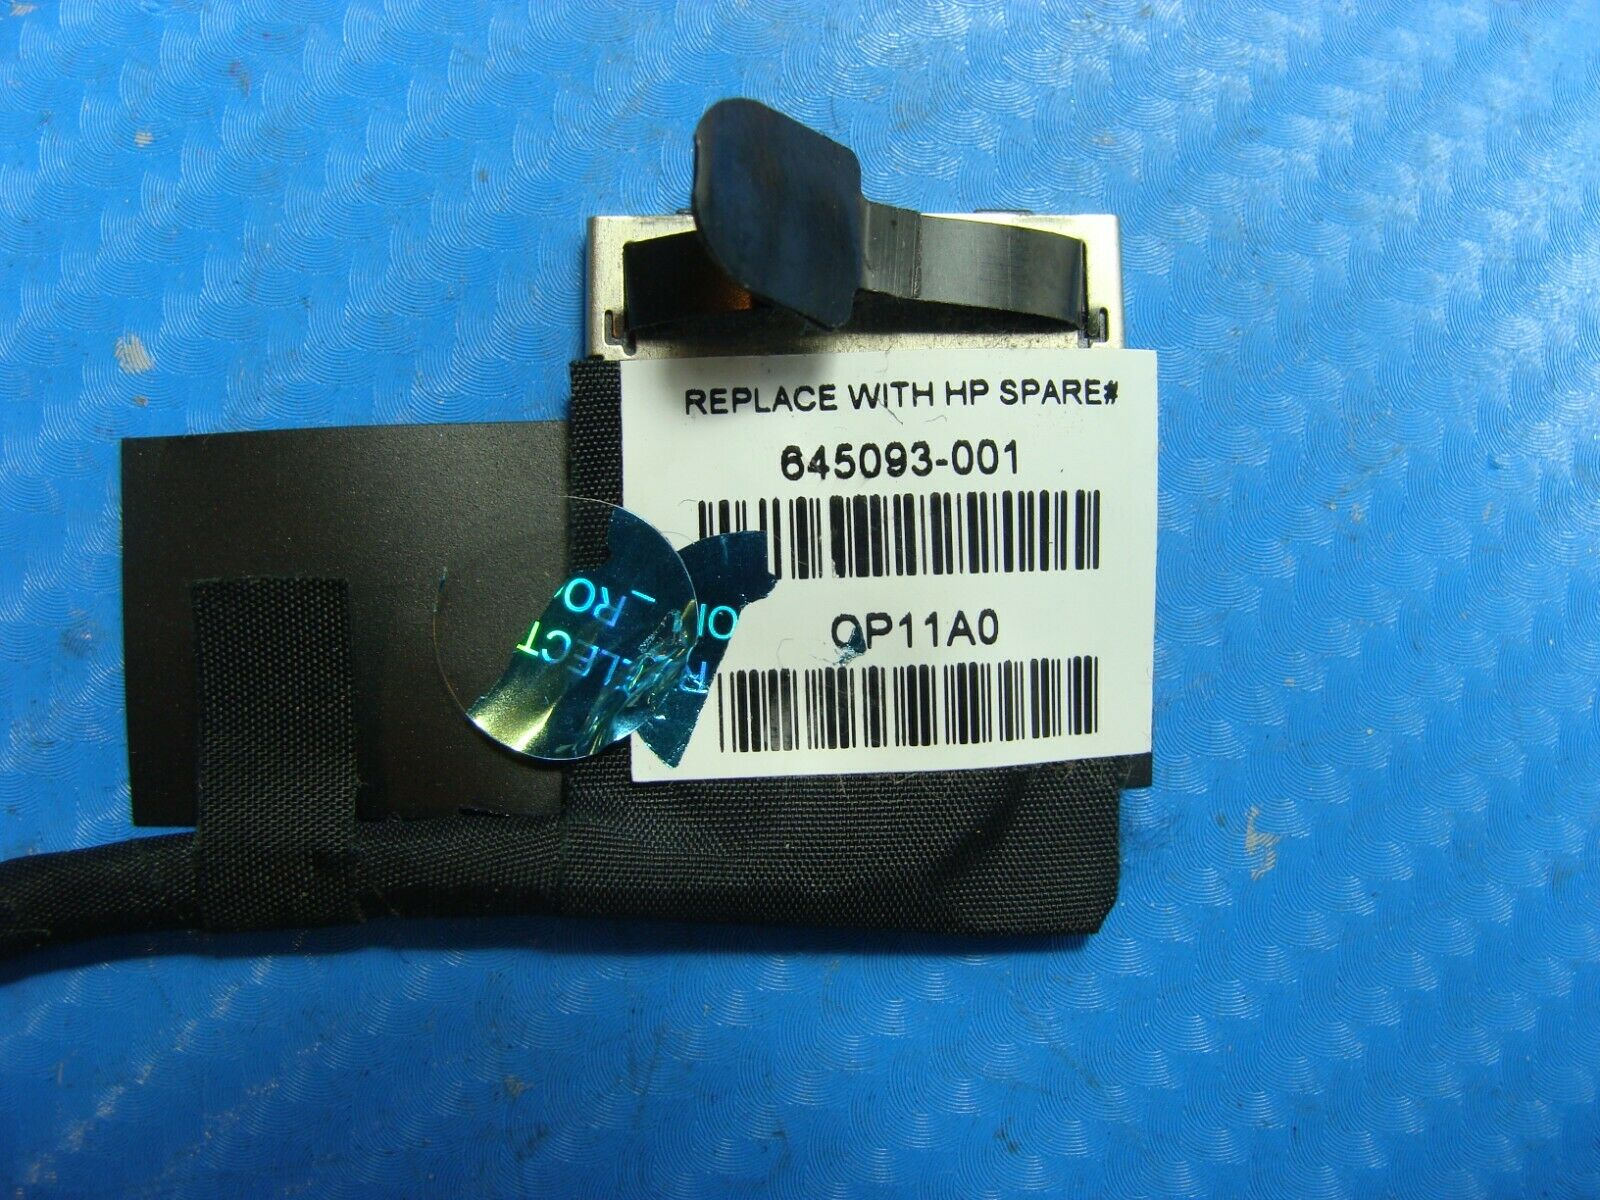 REPLACE WITH HP SPARE#
645093-001
OP11A0